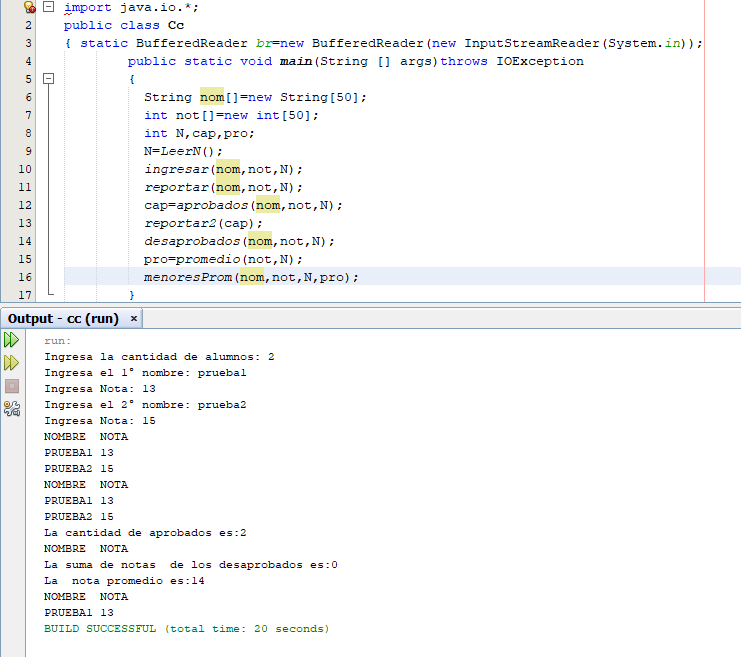 import java.io.*;
2 public class Cc
3 { static BufferedReader br=new BufferedReader(new InputStreamReader(System.in));
4 public static void main(String [] args)throws IOException
5 {
6 String nom[]=new String[50];
7 int not[]=new int[50];
8 int N,cap,pro;
9 N=LeerN();
10 ingresar(nom,not,N);
11 reportar(nom,not,N);
12 cap=aprobados(nom,not,N);
13 reportar2(cap);
14 desaprobados(nom,not,N);
15 pro=promedio(not,N);
16 menoresProm(nom,not,N,pro);
17 }
Output - cc (run) ×
run:
Ingresa la cantidad de alumnos: 2
Ingresa el 1° nombre: prueba1
Ingresa Nota: 13
Ingresa el 2° nombre: prueba2
Ingresa Nota: 15
NOMBRE  NOTA
PRUEBA1 13
PRUEBA2 15
NOMBRE  NOTA
PRUEBA1 13
PRUEBA2 15
La cantidad de aprobados es:2
NOMBRE  NOTA
La suma de notas  de los desaprobados es:0
La  nota promedio es:14
NOMBRE  NOTA
PRUEBA1 13
BUILD SUCCESSFUL (total time: 20 seconds)